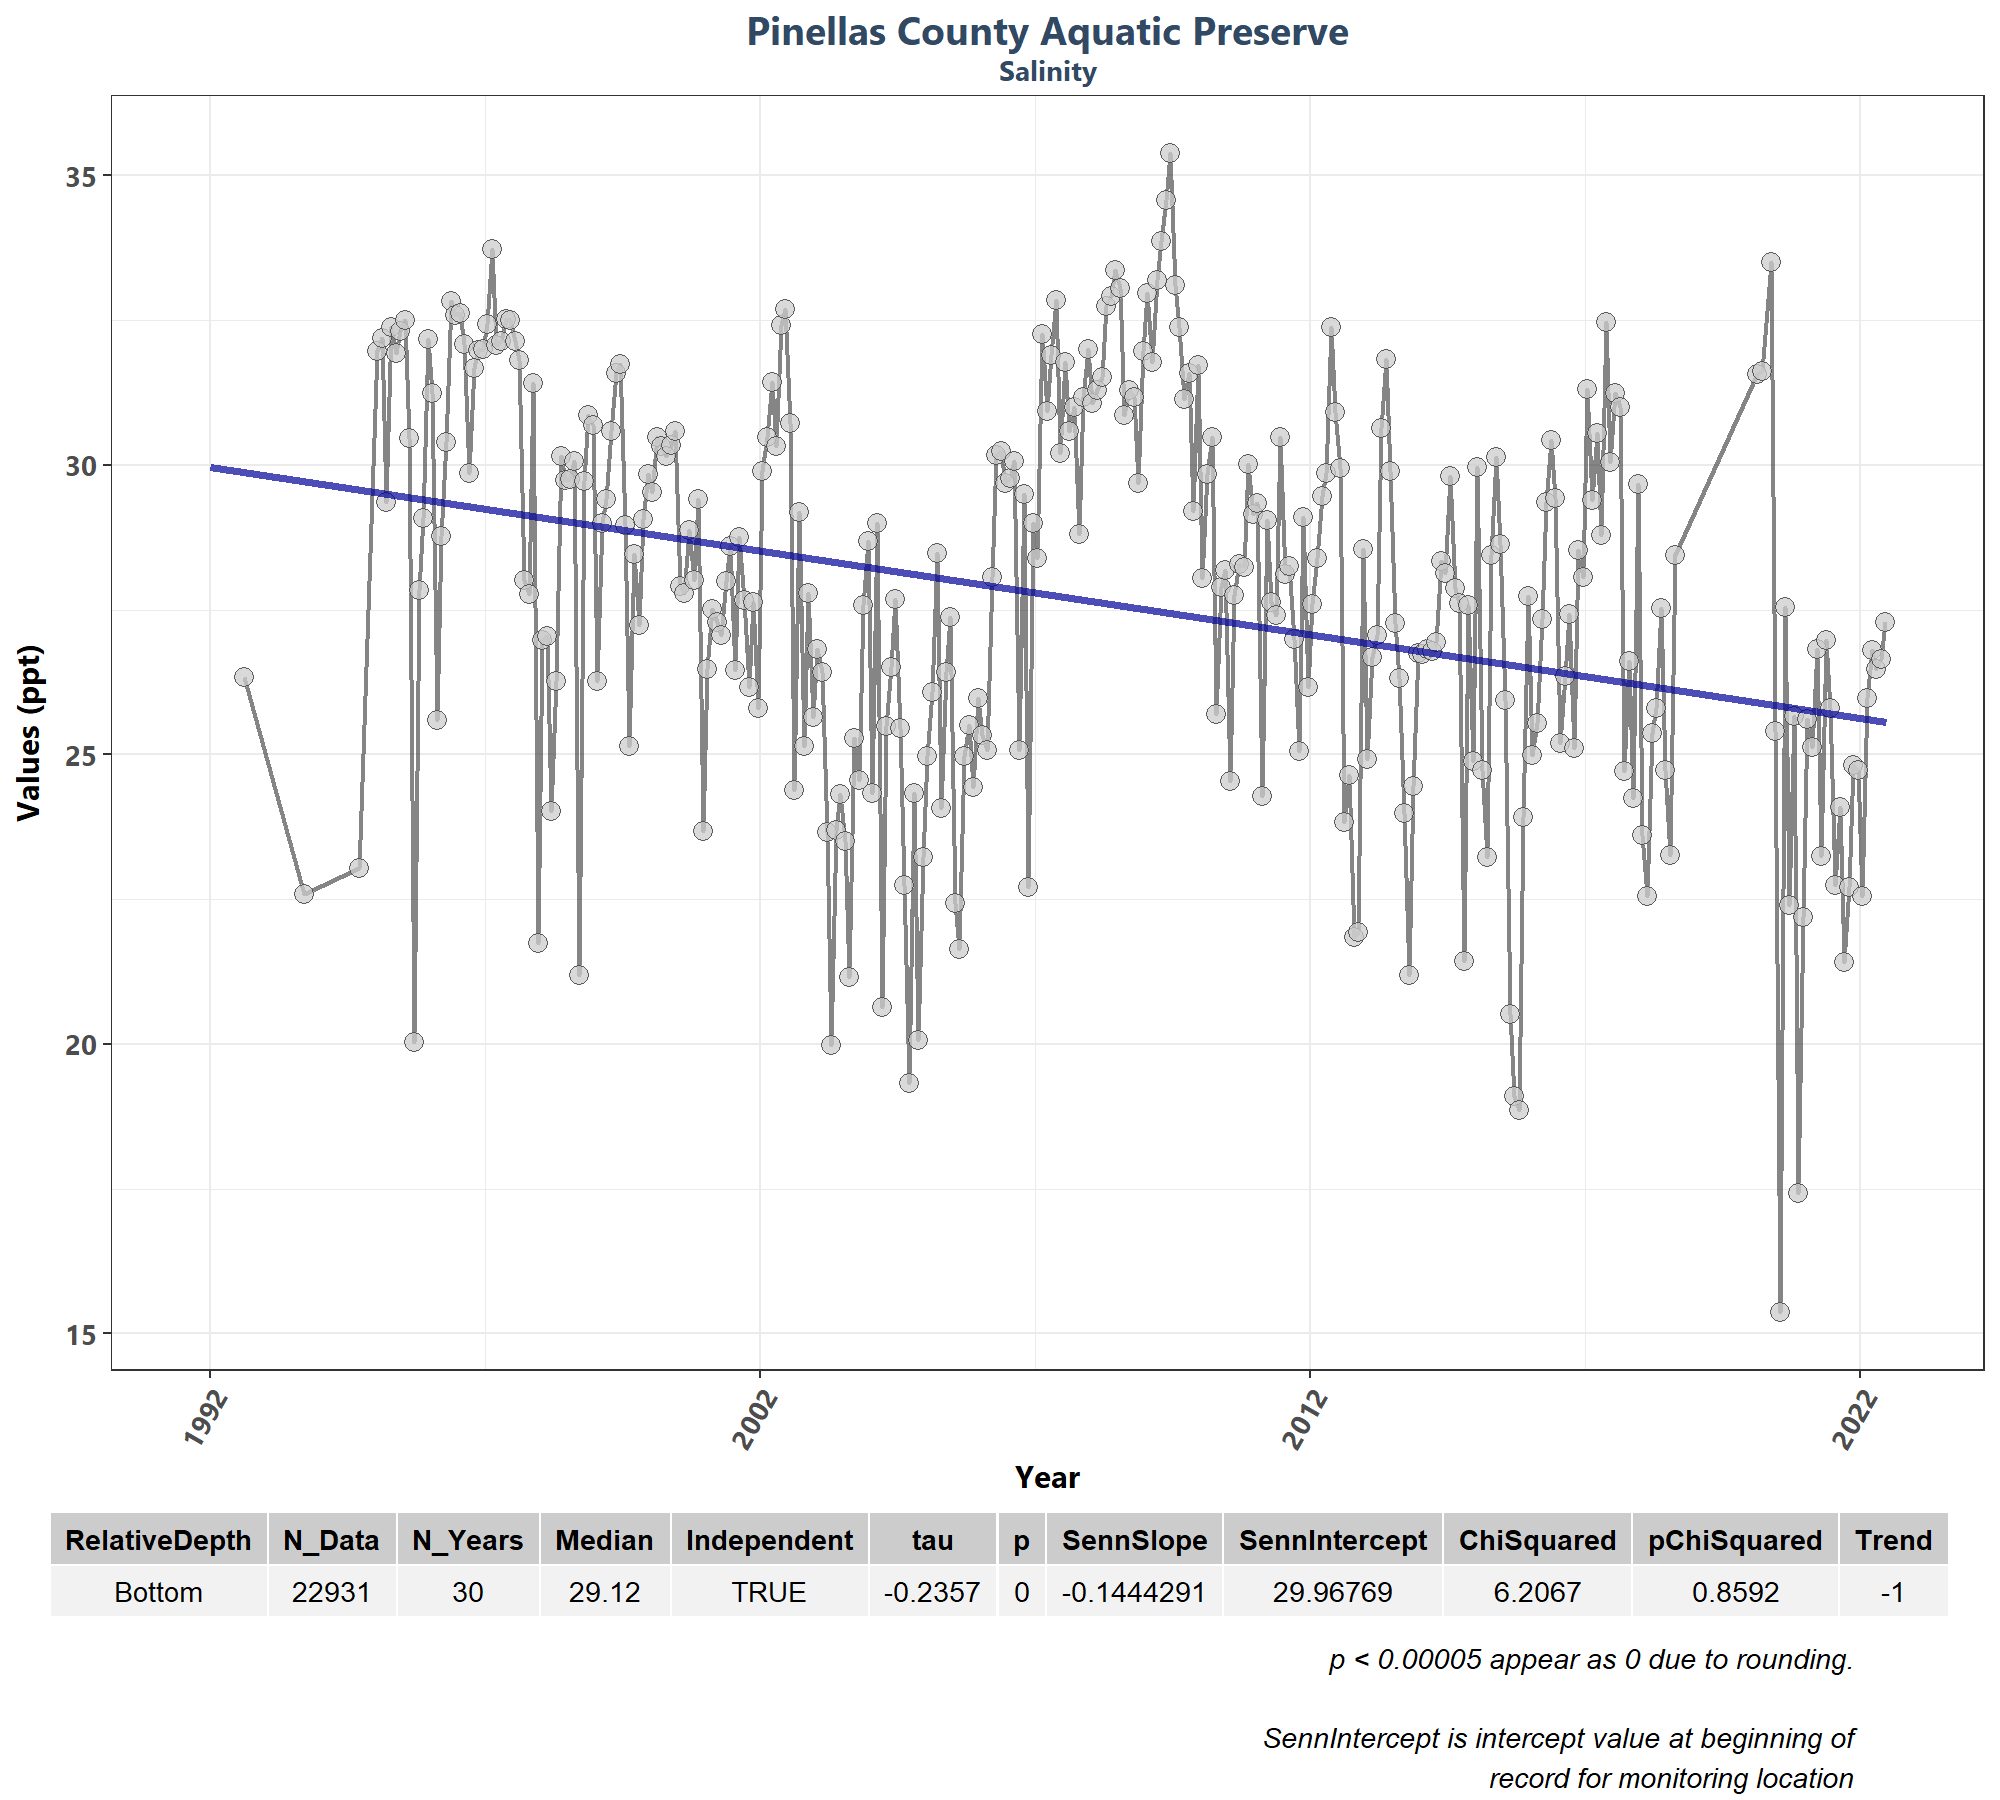 Pinellas County Aquatic Preserve
Salinity
Values (ppt)
35
30
25
20
15
1992
2002
2012
2022
Year
RelativeDepth N_Data N_Years Median Independent tau p SennSlope SennIntercept ChiSquared pChiSquared Trend
Bottom 22931 30 29.12 TRUE -0.2357 0 -0.1444291 29.96769 6.2067 0.8592 -1
p < 0.00005 appear as 0 due to rounding.
SennIntercept is intercept value at beginning of
record for monitoring location